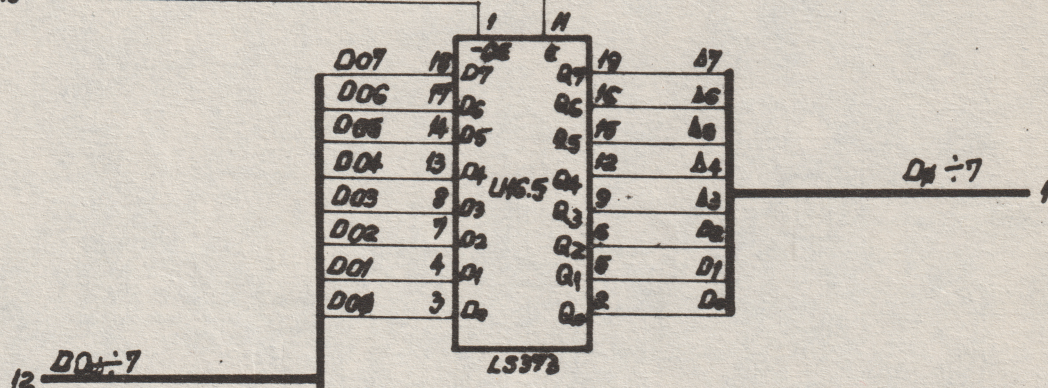 1 11
-OE E
DO7 18 D7 Q7 19 D7
DO6 17 D6 Q6 16 D6
DO5 14 D5 Q5 15 D5
DO4 13 D4 Q4 12 D4
DO3 8 D3 Q3 9 D3
DO2 7 D2 Q2 6 D2
DO1 4 D1 Q1 5 D1
DO0 3 D0 Q0 2 D0
U16.5
D0÷7
LS373
12 DO0÷7